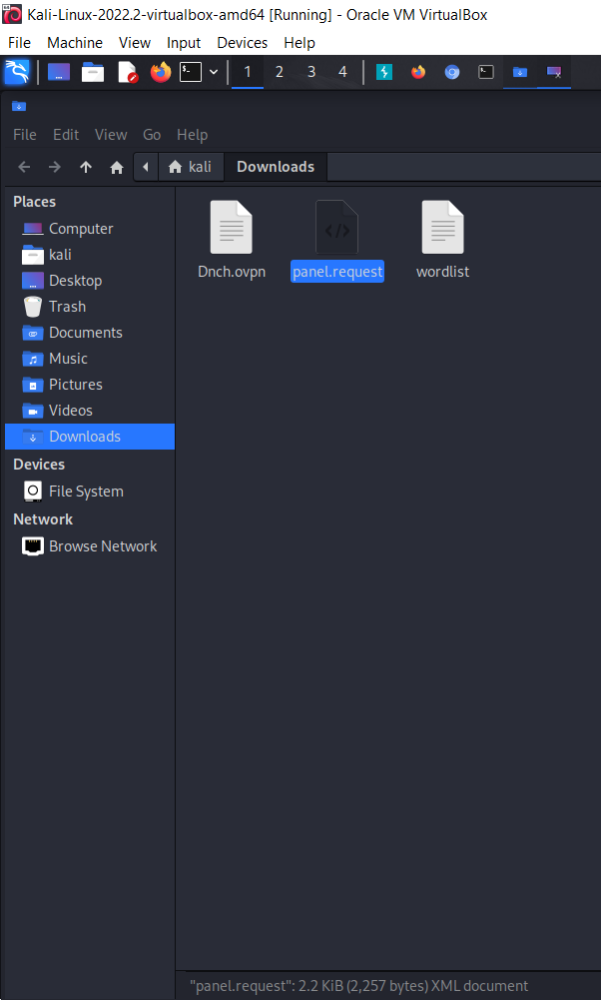 Kali-Linux-2022.2-virtualbox-amd64 [Running] - Oracle VM VirtualBox
File Machine View Input Devices Help
1 2 3 4
File Edit View Go Help
kali Downloads
Places
Computer
kali
Desktop
Trash
Documents
Music
Pictures
Videos
Downloads
Devices
File System
Network
Browse Network
Dnch.ovpn panel.request wordlist
"panel.request": 2.2 KiB (2,257 bytes) XML document